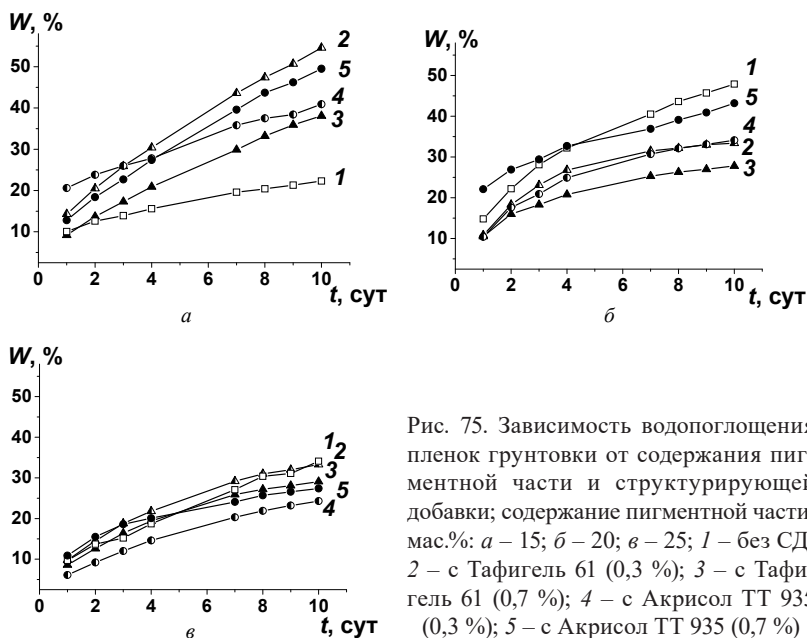 W, %
50
40
30
20
10
0
2
4
6
8
10
t, сут
2
5
4
3
1
а
W, %
50
40
30
20
10
0
2
4
6
8
10
t, сут
1
5
4
2
3
б
W, %
50
40
30
20
10
0
2
4
6
8
10
t, сут
1
2
3
5
4
в
Рис. 75. Зависимость водопоглощения
пленок грунтовки от содержания пиг-
ментной части и структурирующей
добавки; содержание пигментной части,
мас.%: а – 15; б – 20; в – 25; 1 – без СД;
2 – с Тафигель 61 (0,3 %); 3 – с Тафи-
гель 61 (0,7 %); 4 – с Акрисол ТТ 935
(0,3 %); 5 – с Акрисол ТТ 935 (0,7 %)